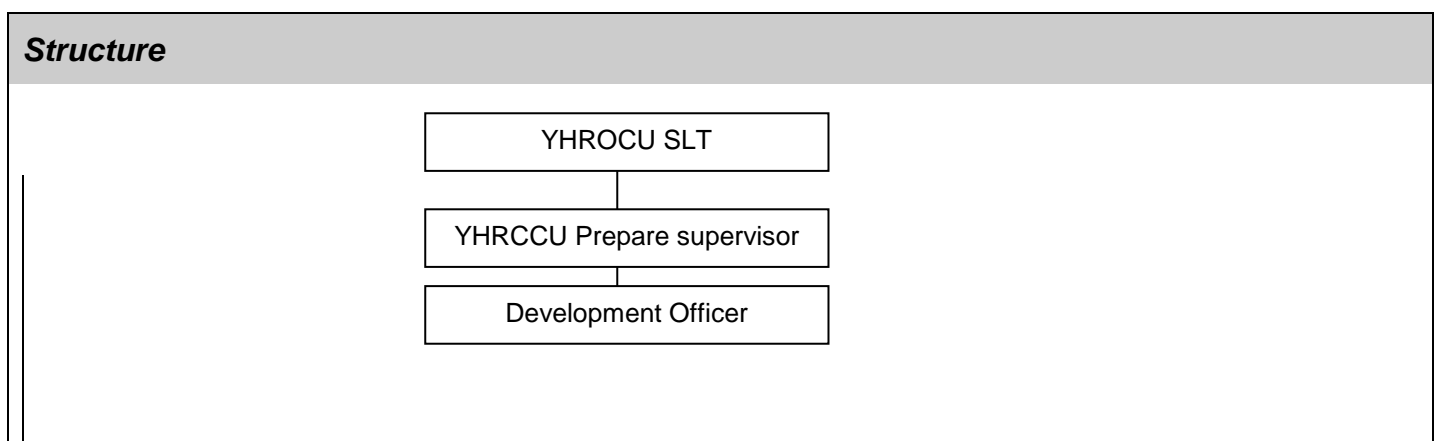 Structure
YHROCU SLT
YHRCCU Prepare supervisor
Development Officer